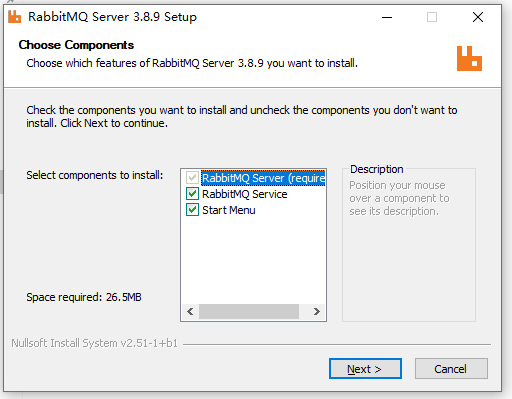 RabbitMQ Server 3.8.9 Setup
Choose Components
Choose which features of RabbitMQ Server 3.8.9 you want to install.
Check the components you want to install and uncheck the components you don't want to
install. Click Next to continue.
Select components to install:
RabbitMQ Server (require
RabbitMQ Service
Start Menu
Description
Position your mouse
over a component to
see its description.
Space required: 26.5MB
Nullsoft Install System v2.51-1+b1
Next >
Cancel